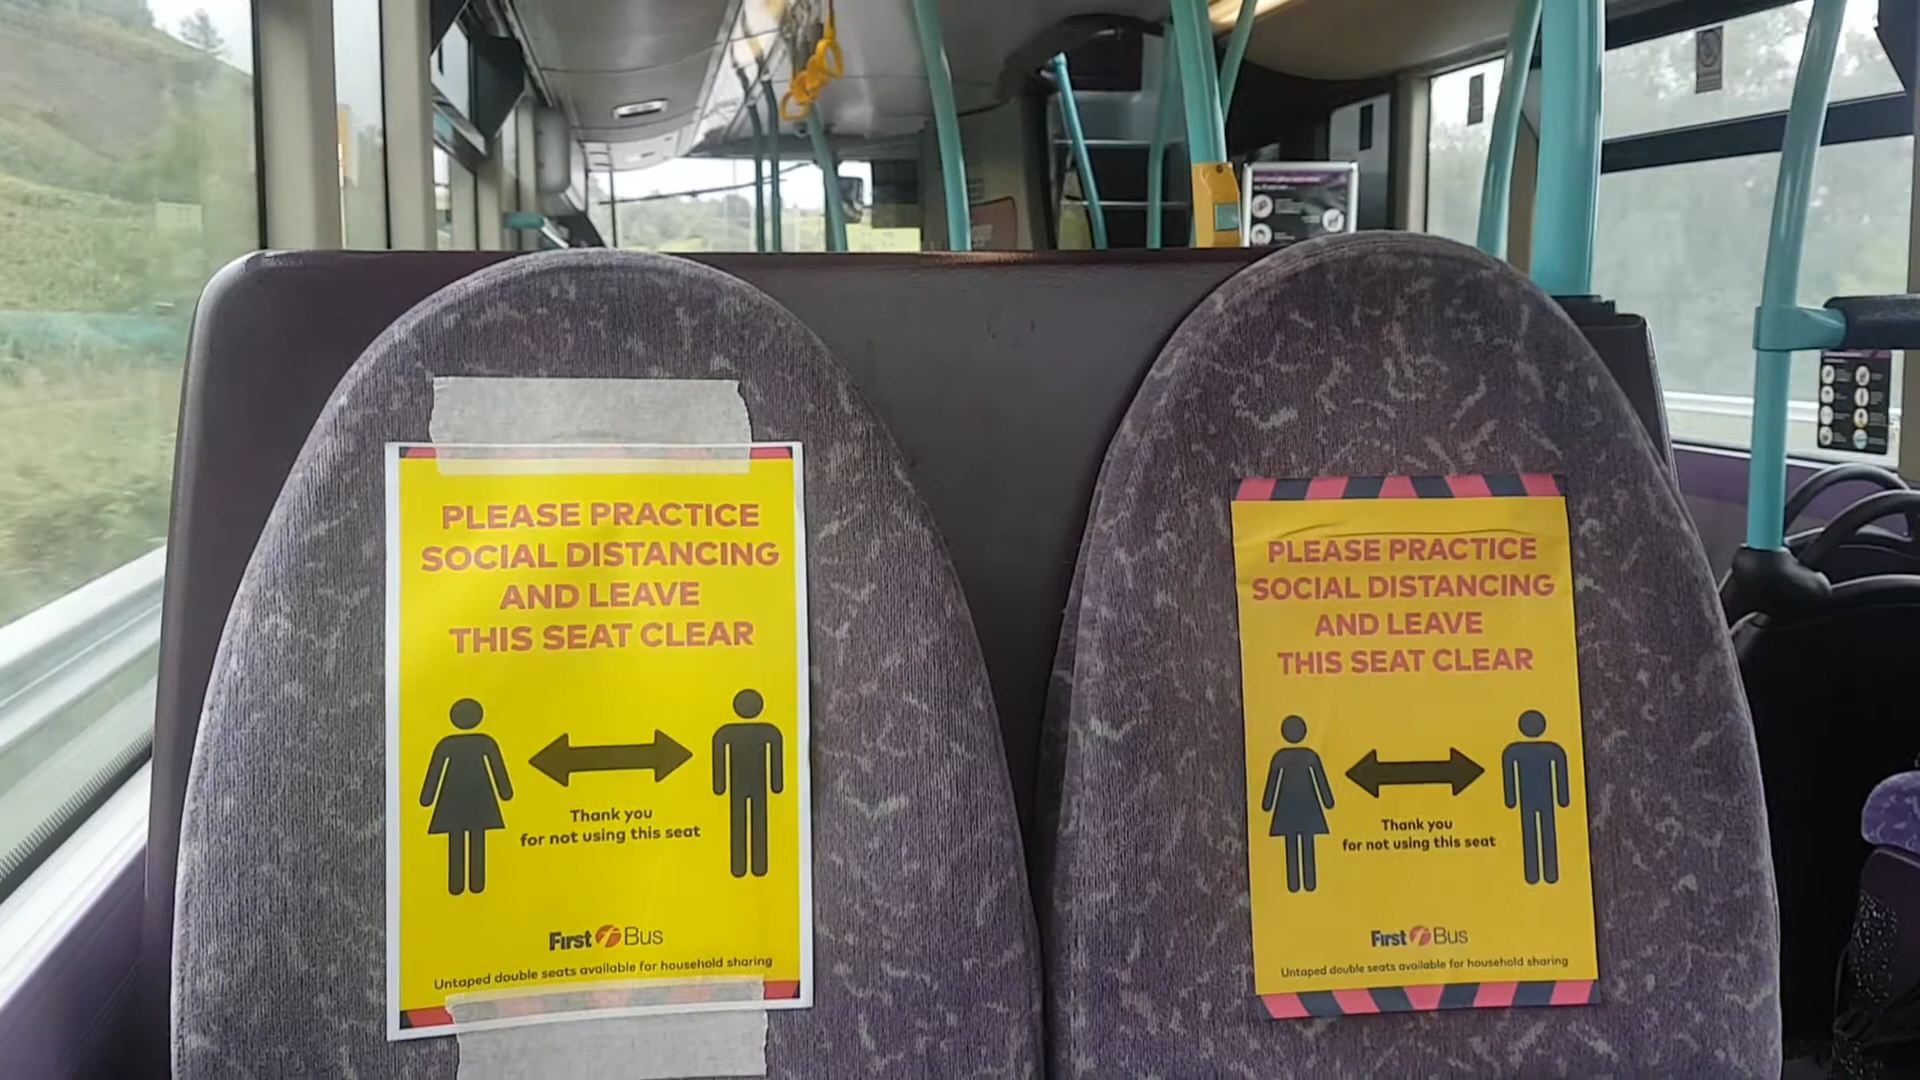 PLEASE PRACTICE
SOCIAL DISTANCING
AND LEAVE
THIS SEAT CLEAR
Thank you
for not using this seat
First Bus
Untaped double seats available for household sharing
PLEASE PRACTICE
SOCIAL DISTANCING
AND LEAVE
THIS SEAT CLEAR
Thank you
for not using this seat
First Bus
Untaped double seats available for household sharing